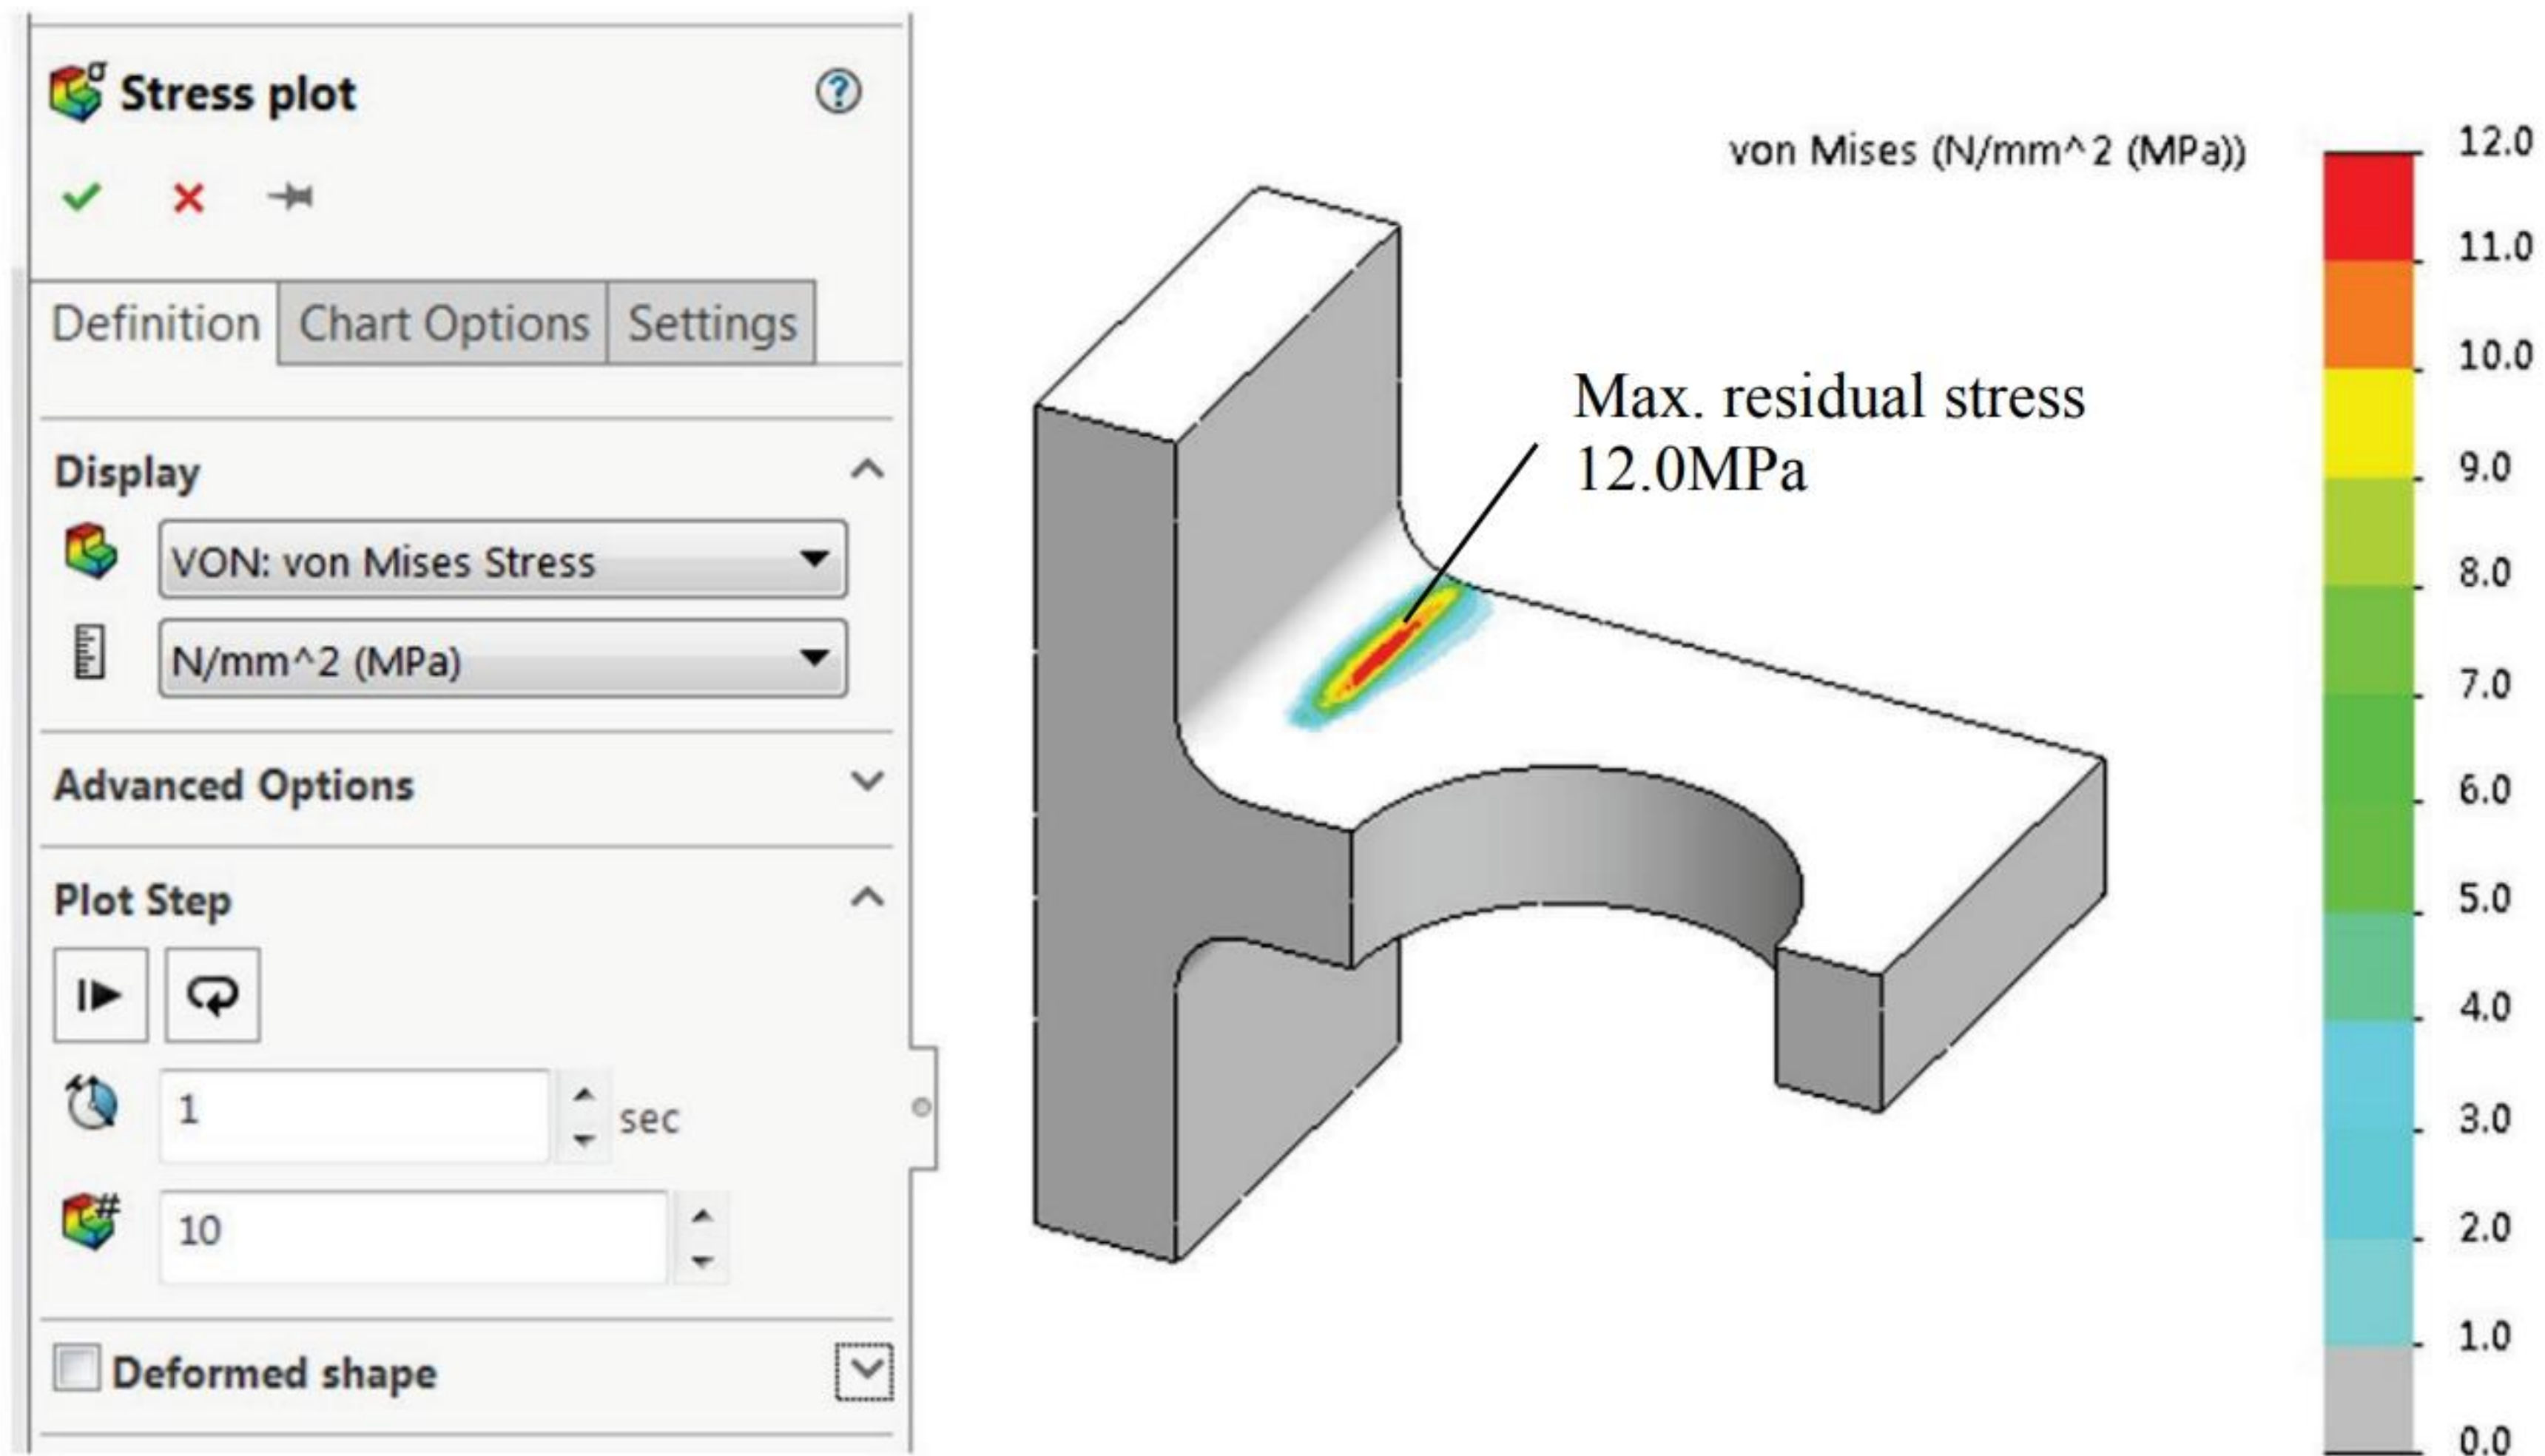 Stress plot
Definition
Chart Options
Settings
Display
VON: von Mises Stress
N/mm^2 (MPa)
Advanced Options
Plot Step
1
sec
10
Deformed shape
Max. residual stress
12.0MPa
von Mises (N/mm^2 (MPa))
12.0
11.0
10.0
9.0
8.0
7.0
6.0
5.0
4.0
3.0
2.0
1.0
0.0